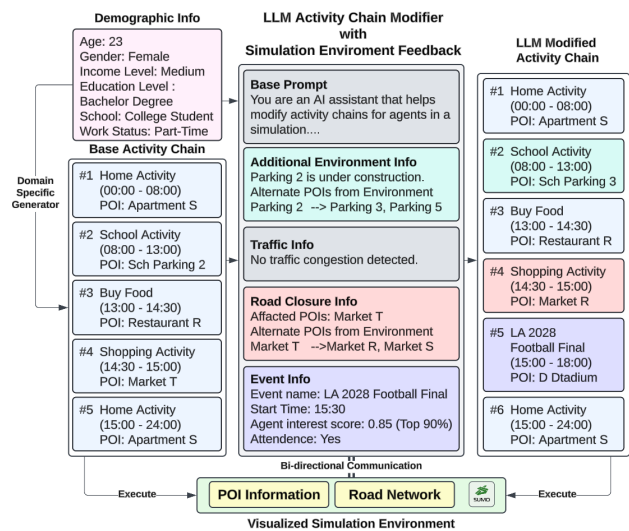 Demographic Info
Age: 23
Gender: Female
Income Level: Medium
Education Level :
Bachelor Degree
School: College Student
Work Status: Part-Time
Base Activity Chain
Domain
Specific
Generator
#1 Home Activity
(00:00 - 08:00)
POI: Apartment S
#2 School Activity
(08:00 - 13:00)
POI: Sch Parking 2
#3 Buy Food
(13:00 - 14:30)
POI: Restaurant R
#4 Shopping Activity
(14:30 - 15:00)
POI: Market T
#5 Home Activity
(15:00 - 24:00)
POI: Apartment S
LLM Activity Chain Modifier
with
Simulation Enviroment Feedback
Base Prompt
You are an AI assistant that helps
modify activity chains for agents in a
simulation....
Additional Environment Info
Parking 2 is under construction.
Alternate POIs from Environment
Parking 2 --> Parking 3, Parking 5
Traffic Info
No traffic congestion detected.
Road Closure Info
Affacted POIs: Market T
Alternate POIs from Environment
Market T -->Market R, Market S
Event Info
Event name: LA 2028 Football Final
Start Time: 15:30
Agent interest score: 0.85 (Top 90%)
Attendence: Yes
LLM Modified
Activity Chain
#1 Home Activity
(00:00 - 08:00)
POI: Apartment S
#2 School Activity
(08:00 - 13:00)
POI: Sch Parking 3
#3 Buy Food
(13:00 - 14:30)
POI: Restaurant R
#4 Shopping Activity
(14:30 - 15:00)
POI: Market R
#5 LA 2028
Football Final
(15:00 - 18:00)
POI: D Dtadium
#6 Home Activity
(15:00 - 24:00)
POI: Apartment S
Bi-directional Communication
Execute
POI Information
Road Network
SUMO
Execute
Visualized Simulation Environment